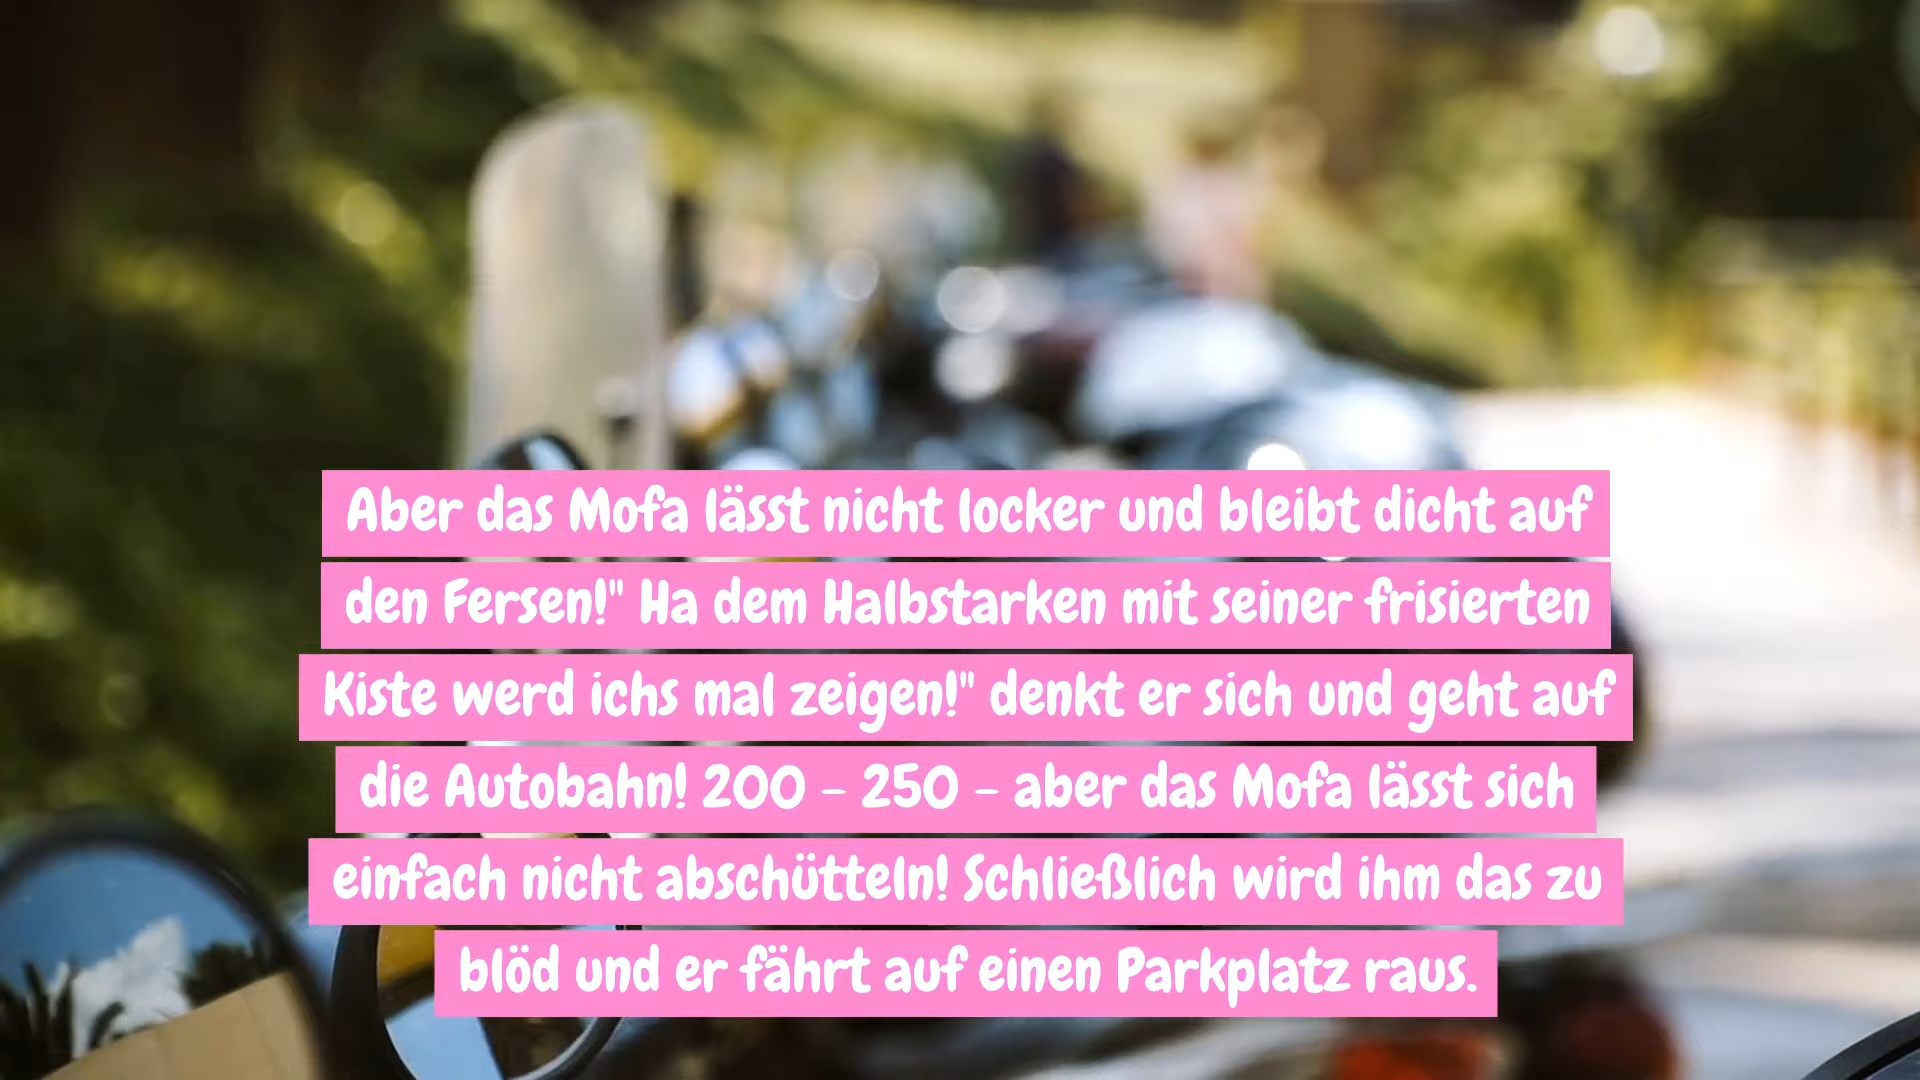 Aber das Mofa lässt nicht locker und bleibt dicht auf
den Fersen!" Ha dem Halbstarken mit seiner frisierten
Kiste werd ichs mal zeigen!" denkt er sich und geht auf
die Autobahn! 200 - 250 - aber das Mofa lässt sich
einfach nicht abschütteln! Schließlich wird ihm das zu
blöd und er fährt auf einen Parkplatz raus.